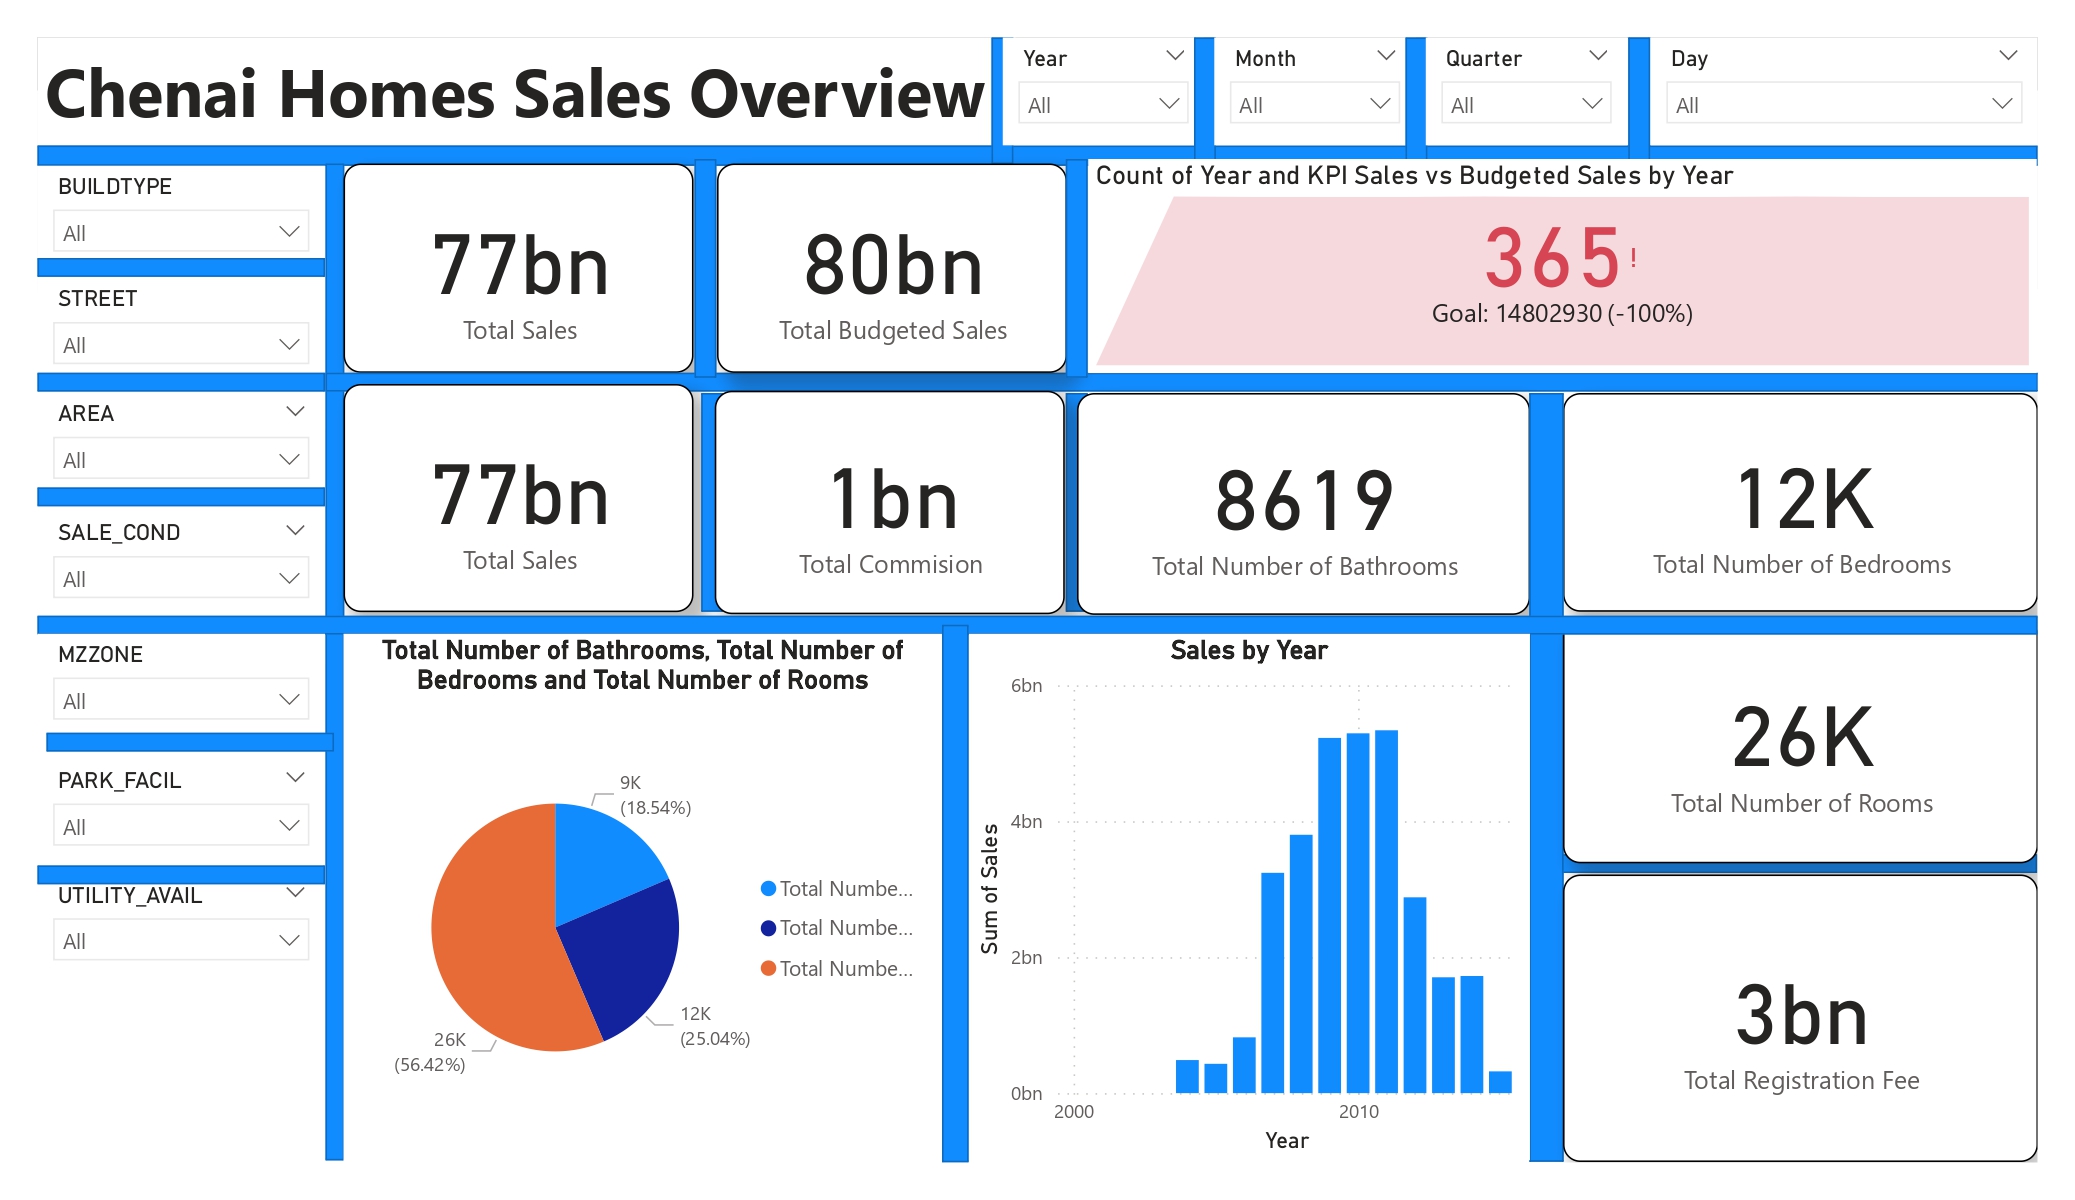 Chenai Homes Sales Overview
Year
All
Month
All
Quarter
All
Day
All
BUILDTYPE
All
STREET
All
AREA
All
SALE_COND
All
MZZONE
All
PARK_FACIL
All
UTILITY_AVAIL
All
77bn
Total Sales
80bn
Total Budgeted Sales
Count of Year and KPI Sales vs Budgeted Sales by Year
365!
Goal: 14802930 (-100%)
77bn
Total Sales
1bn
Total Commision
8619
Total Number of Bathrooms
12K
Total Number of Bedrooms
Total Number of Bathrooms, Total Number of
Bedrooms and Total Number of Rooms
9K
(18.54%)
12K
(25.04%)
26K
(56.42%)
Total Numbe...
Total Numbe...
Total Numbe...
Sales by Year
Sum of Sales
6bn
4bn
2bn
0bn
2000
2010
Year
26K
Total Number of Rooms
3bn
Total Registration Fee